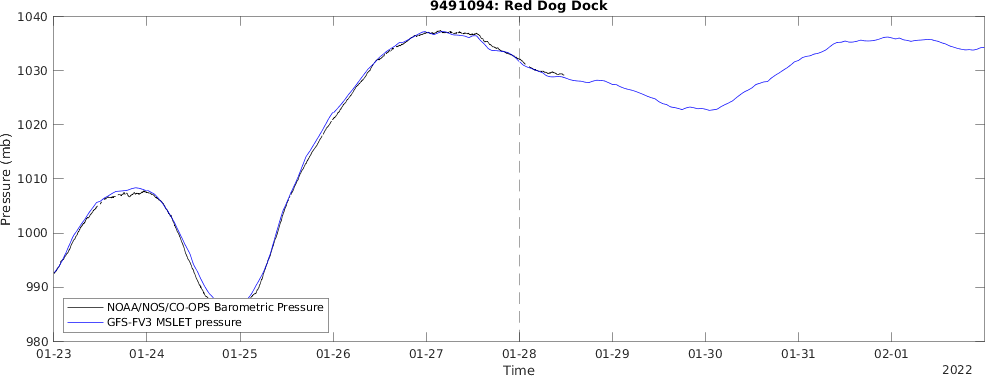 9491094: Red Dog Dock
Pressure (mb)
1040
1030
1020
1010
1000
990
980
NOAA/NOS/CO-OPS Barometric Pressure
GFS-FV3 MSLET pressure
01-23 01-24 01-25 01-26 01-27 01-28 01-29 01-30 01-31 02-01
Time
2022